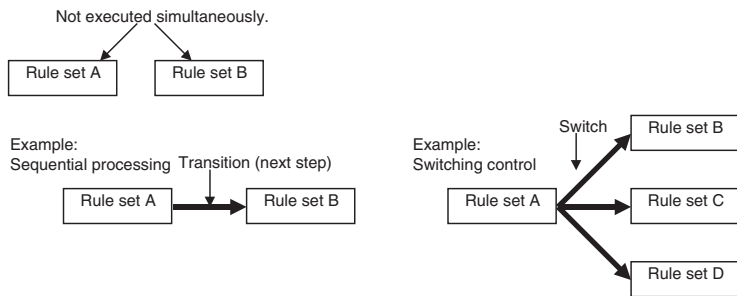 Not executed simultaneously.
Rule set A
Rule set B
Example:
Sequential processing
Transition (next step)
Rule set A
Rule set B
Example:
Switching control
Switch
Rule set A
Rule set B
Rule set C
Rule set D